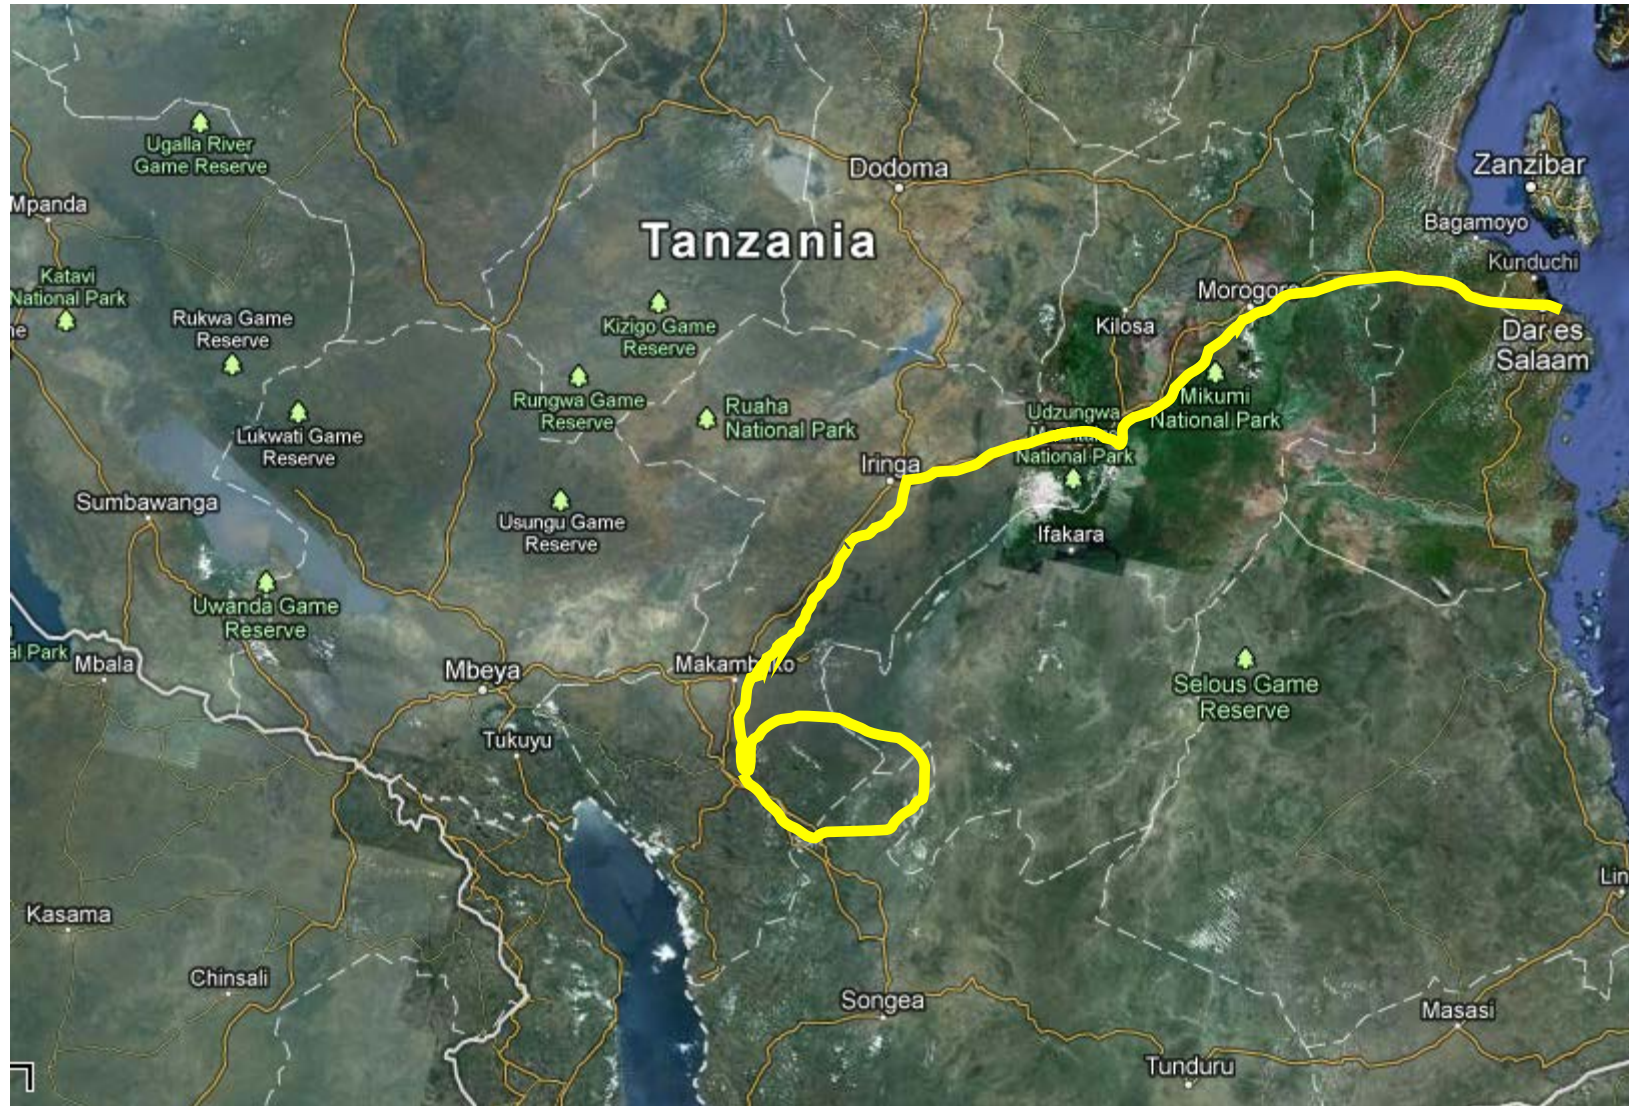 Ugalla River
Game Reserve
Zanzibar
Dodoma
Mpanda
Bagamoyo
Tanzania
Kunduchi
Katavi
National Park
Morogoro
Rukwa Game
Reserve
Kizigo Game
Reserve
Kilosa
Dar es
Salaam
Rungwa Game
Reserve
Ruaha
National Park
Mikumi
National Park
Udzungwa
National Park
Lukwati Game
Reserve
Iringa
Sumbawanga
Usungu Game
Reserve
Ifakara
Uwanda Game
Reserve
al Park
Mbala
Mbeya
Makambako
Selous Game
Reserve
Tukuyu
Lin
Kasama
Chinsali
Songea
Masasi
Tunduru